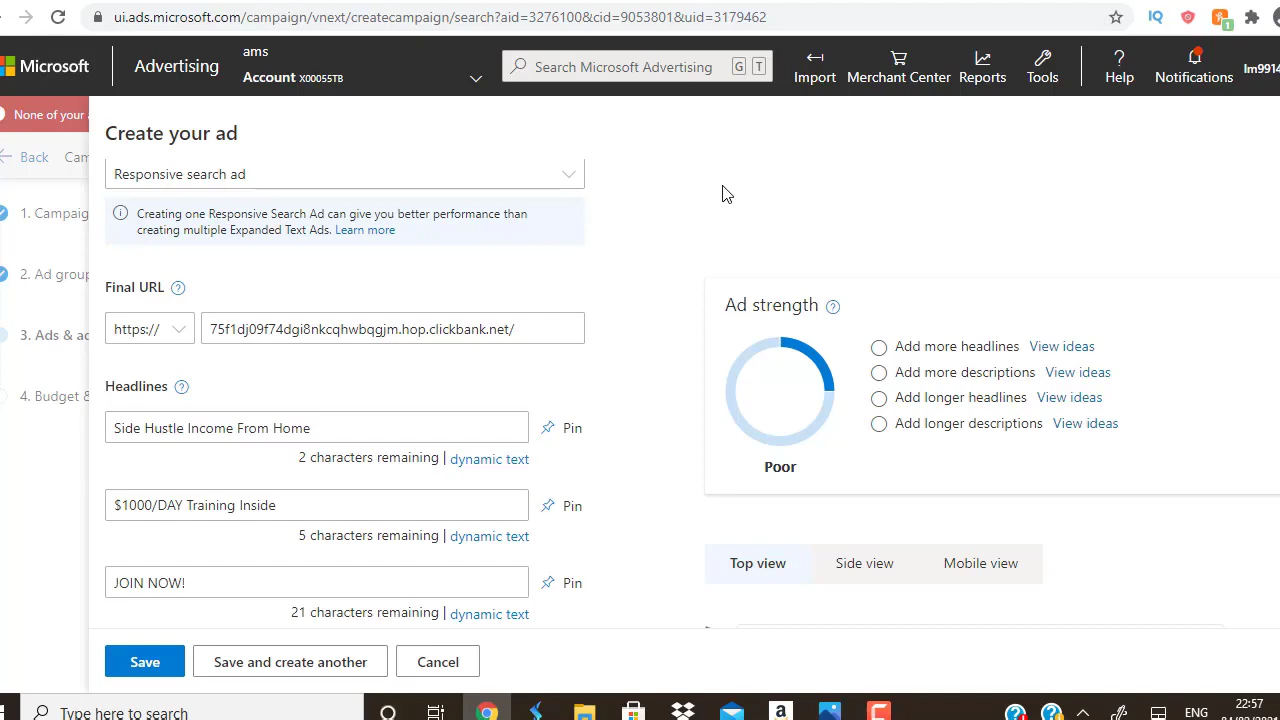 ui.ads.microsoft.com/campaign/vnext/createcampaign/search?aid=3276100&cid=9053801&uid=3179462
IQ
1
Microsoft
Advertising
ams
Account X00055TB
Search Microsoft Advertising G T
Import
Merchant Center
Reports
Tools
Help
Notifications
lm9914
None of your
Create your ad
Back
Responsive search ad
Creating one Responsive Search Ad can give you better performance than
creating multiple Expanded Text Ads. Learn more
1. Campaig
2. Ad group
3. Ads & ad
4. Budget &
Final URL
https://
75f1dj09f74dgi8nkcqhwbqgjm.hop.clickbank.net/
Headlines
Side Hustle Income From Home
Pin
2 characters remaining | dynamic text
$1000/DAY Training Inside
Pin
5 characters remaining | dynamic text
JOIN NOW!
Pin
21 characters remaining | dynamic text
Ad strength
Poor
Add more headlines View ideas
Add more descriptions View ideas
Add longer headlines View ideas
Add longer descriptions View ideas
Top view
Side view
Mobile view
Save
Save and create another
Cancel
Type here to search
ENG
22:57